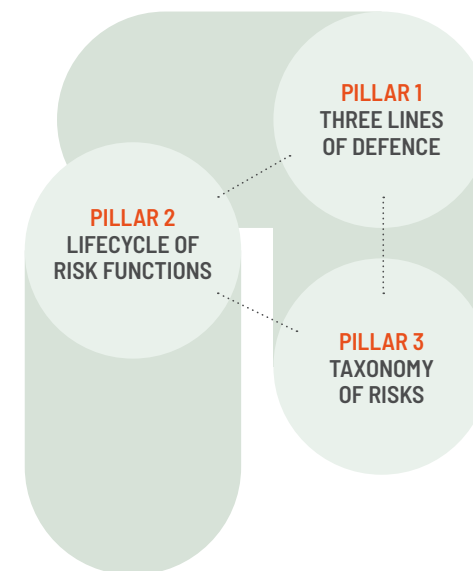 PILLAR 1
THREE LINES
OF DEFENCE
PILLAR 2
LIFECYCLE OF
RISK FUNCTIONS
PILLAR 3
TAXONOMY
OF RISKS